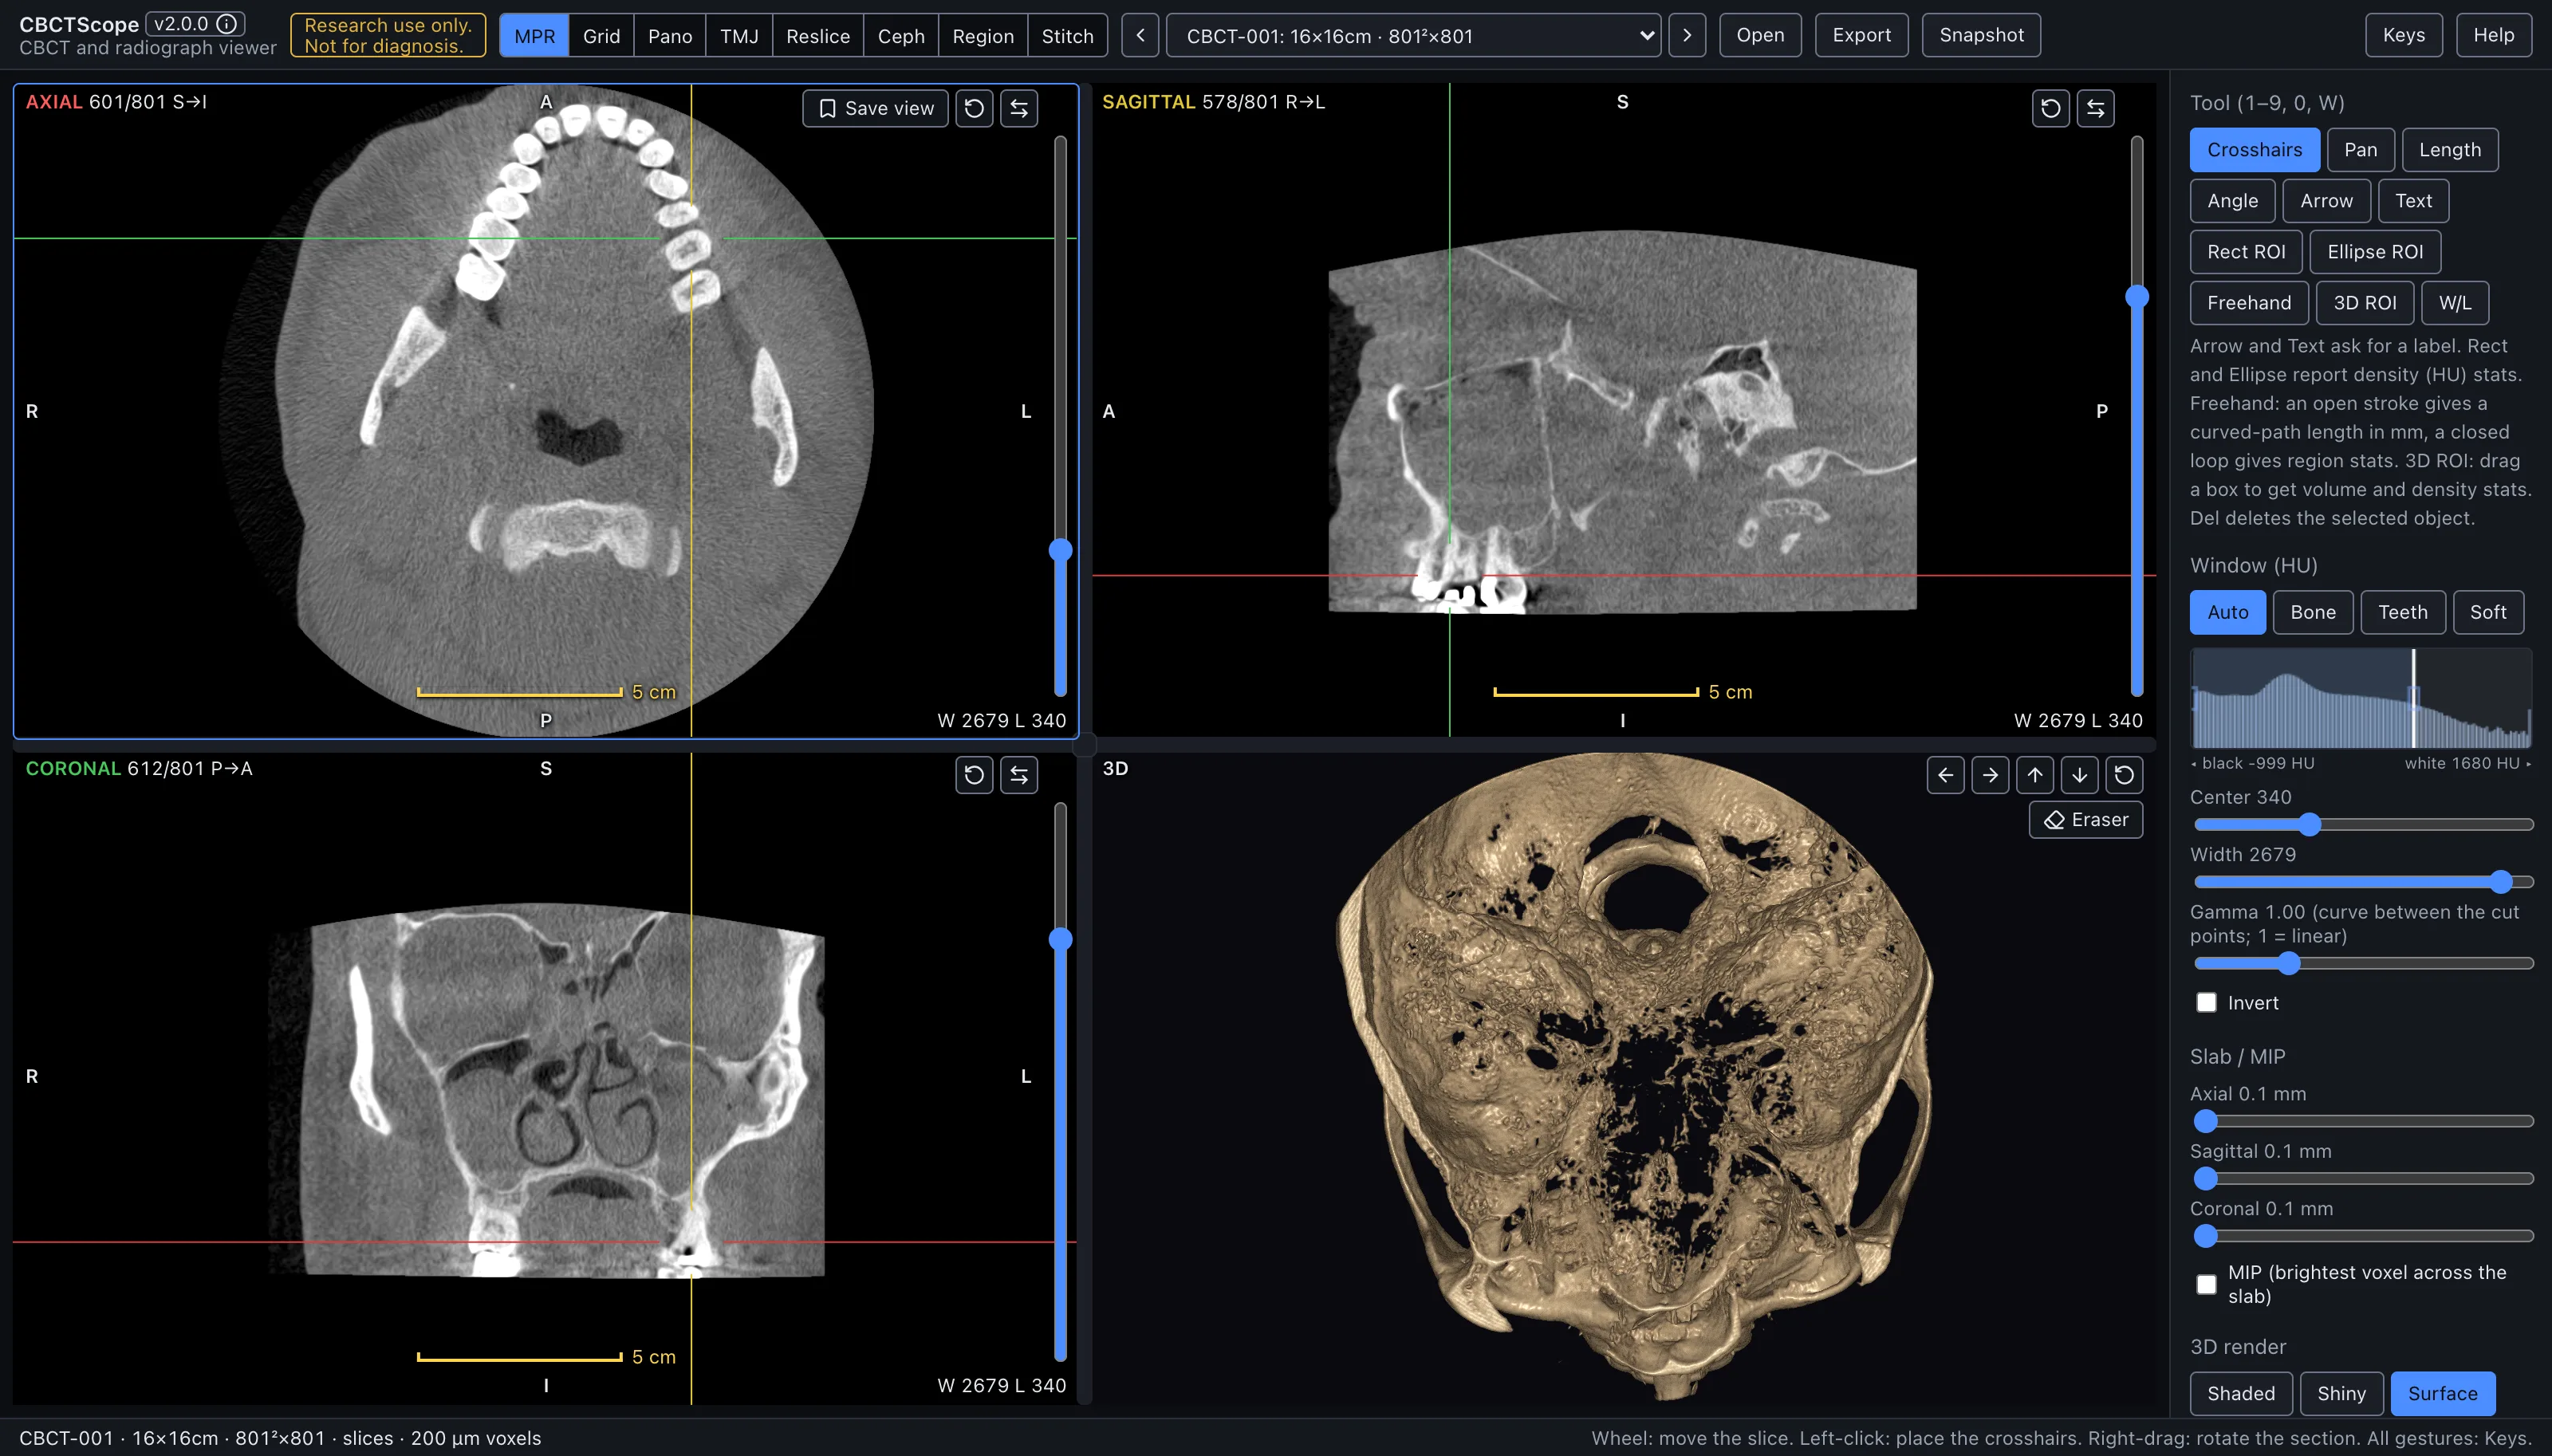 CBCTScope v2.0.0
CBCT and radiograph viewer
Research use only.
Not for diagnosis.
MPR Grid Pano TMJ Reslice Ceph Region Stitch
CBCT-001: 16×16cm · 801²×801
Open Export Snapshot
Keys Help
AXIAL 601/801 S→I
A
Save view
R
L
5 cm
P
W 2679 L 340
SAGITTAL 578/801 R→L
S
A
P
5 cm
I
W 2679 L 340
CORONAL 612/801 P→A
S
R
L
5 cm
I
W 2679 L 340
3D
Eraser
Tool (1–9, 0, W)
Crosshairs Pan Length
Angle Arrow Text
Rect ROI Ellipse ROI
Freehand 3D ROI W/L
Arrow and Text ask for a label. Rect
and Ellipse report density (HU) stats.
Freehand: an open stroke gives a
curved-path length in mm, a closed
loop gives region stats. 3D ROI: drag
a box to get volume and density stats.
Del deletes the selected object.
Window (HU)
Auto Bone Teeth Soft
black -999 HU white 1680 HU
Center 340
Width 2679
Gamma 1.00 (curve between the cut
points; 1 = linear)
Invert
Slab / MIP
Axial 0.1 mm
Sagittal 0.1 mm
Coronal 0.1 mm
MIP (brightest voxel across the
slab)
3D render
Shaded Shiny Surface
CBCT-001 · 16×16cm · 801²×801 · slices · 200 µm voxels
Wheel: move the slice. Left-click: place the crosshairs. Right-drag: rotate the section. All gestures: Keys.